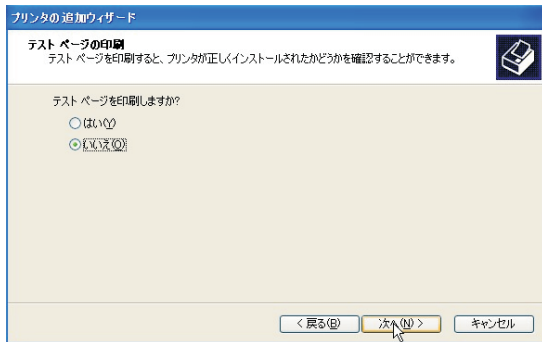 プリンタの追加ウィザード
テスト ページの印刷
テスト ページを印刷すると、プリンタが正しくインストールされたかどうかを確認することができます。
テスト ページを印刷しますか?
はい(Y)
いいえ(O)
< 戻る(B) 次へ(N) > キャンセル